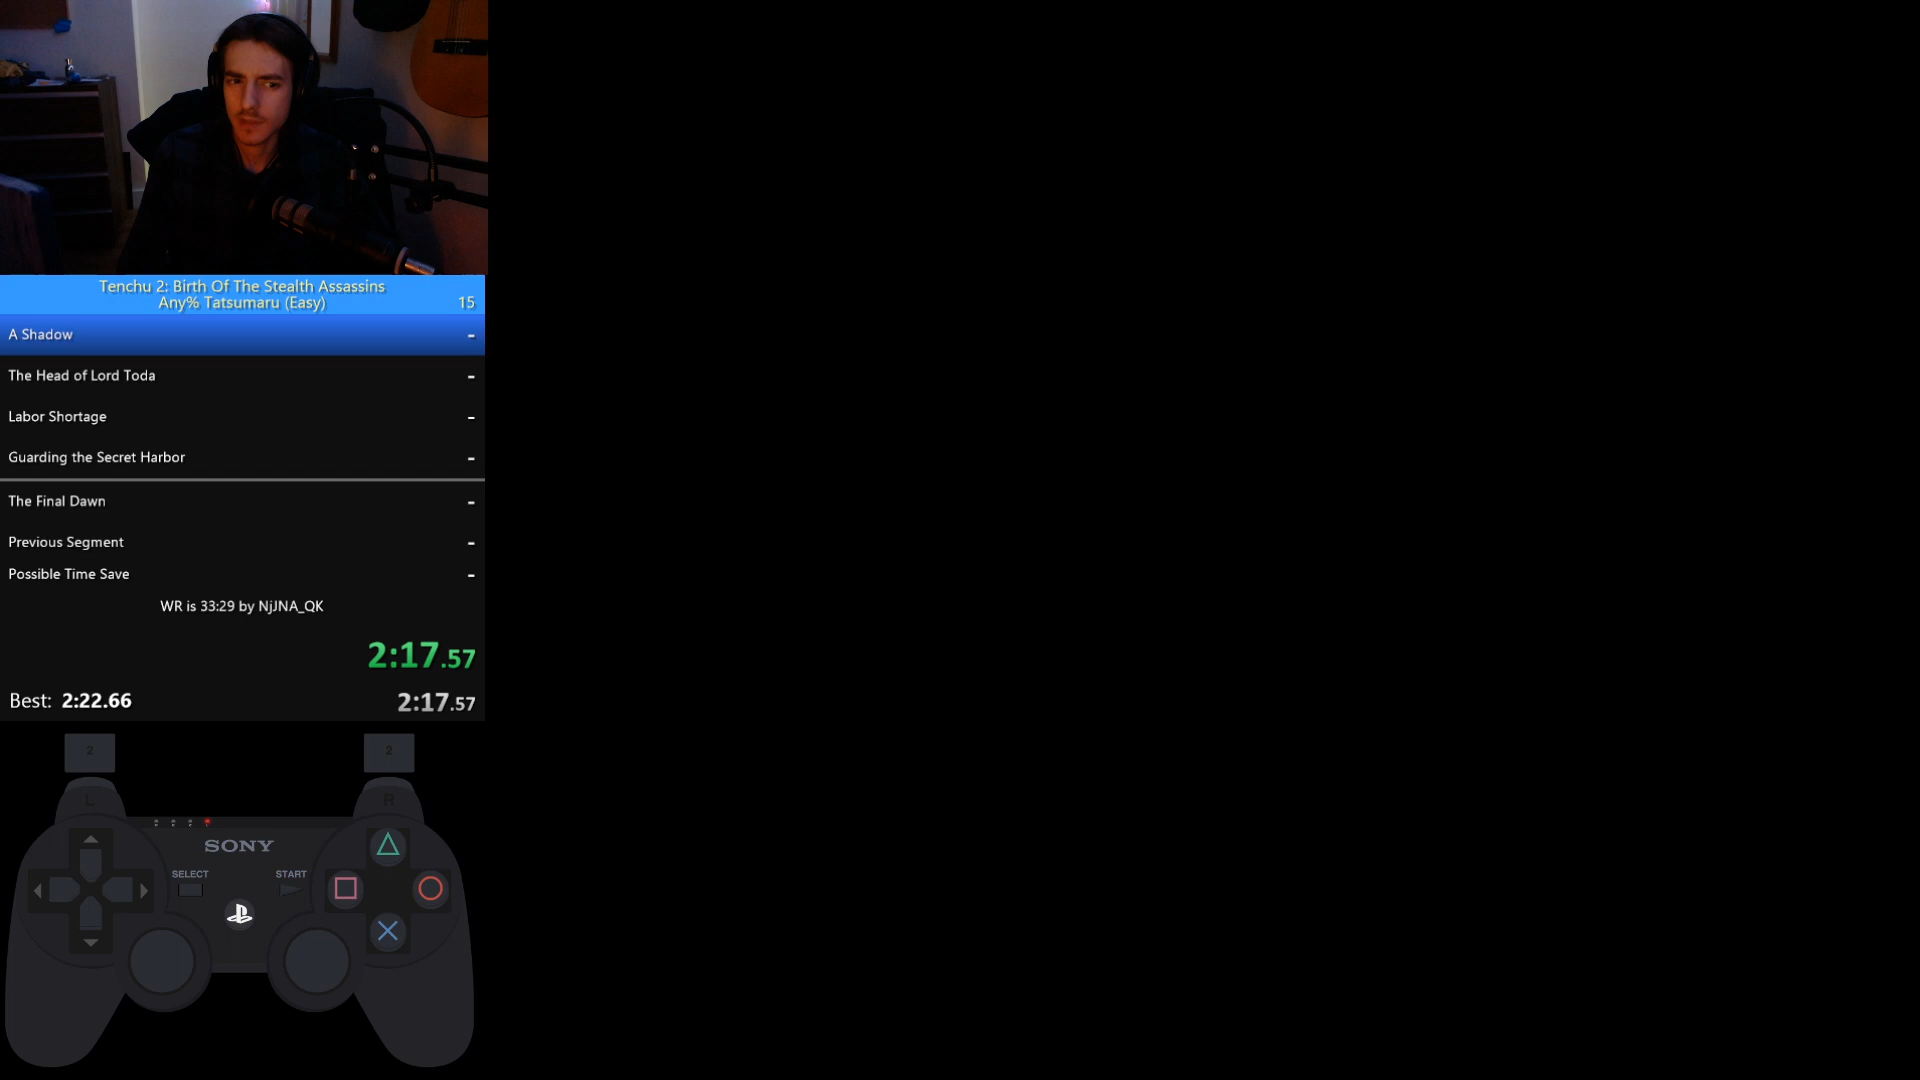 Tenchu 2: Birth Of The Stealth Assassins
Any% Tatsumaru (Easy)
15
A Shadow -
The Head of Lord Toda -
Labor Shortage -
Guarding the Secret Harbor -
The Final Dawn -
Previous Segment -
Possible Time Save -
WR is 33:29 by NjJNA_QK
2:17.57
Best: 2:22.66 2:17.57
2 2
L R
SONY
SELECT START